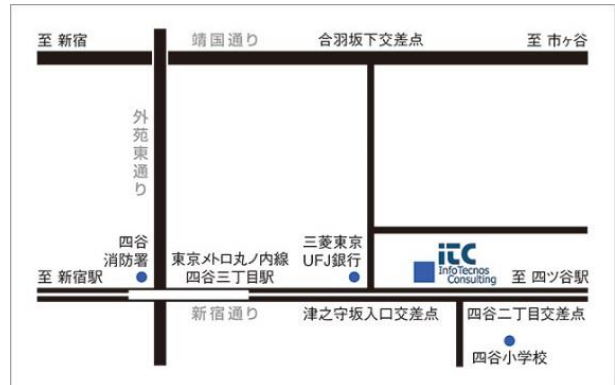 至 新宿
靖国通り
合羽坂下交差点
至 市ヶ谷
外苑東通り
四谷
消防署
東京メトロ丸ノ内線
四谷三丁目駅
三菱東京
UFJ銀行
itc
InfoTecnos
Consulting
至 新宿駅
至 四ツ谷駅
新宿通り
津之守坂入口交差点
四谷二丁目交差点
四谷小学校